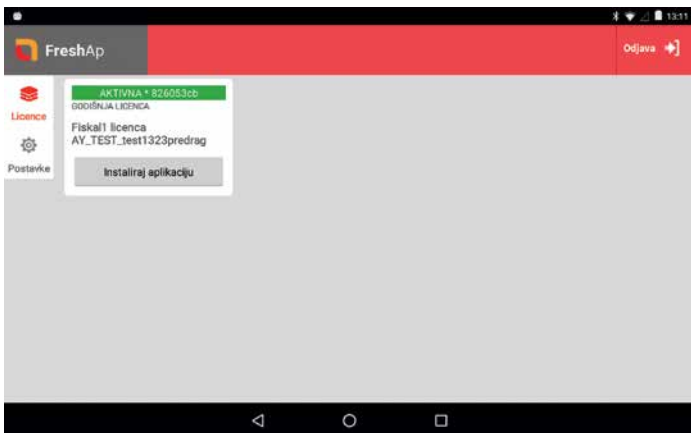 13:11
FreshAp
Odjava
Licence
Postavke
AKTIVNA * 826053cb
GODIŠNJA LICENCA
Fiskal1 licenca
AY_TEST_test1323predrag
Instaliraj aplikaciju